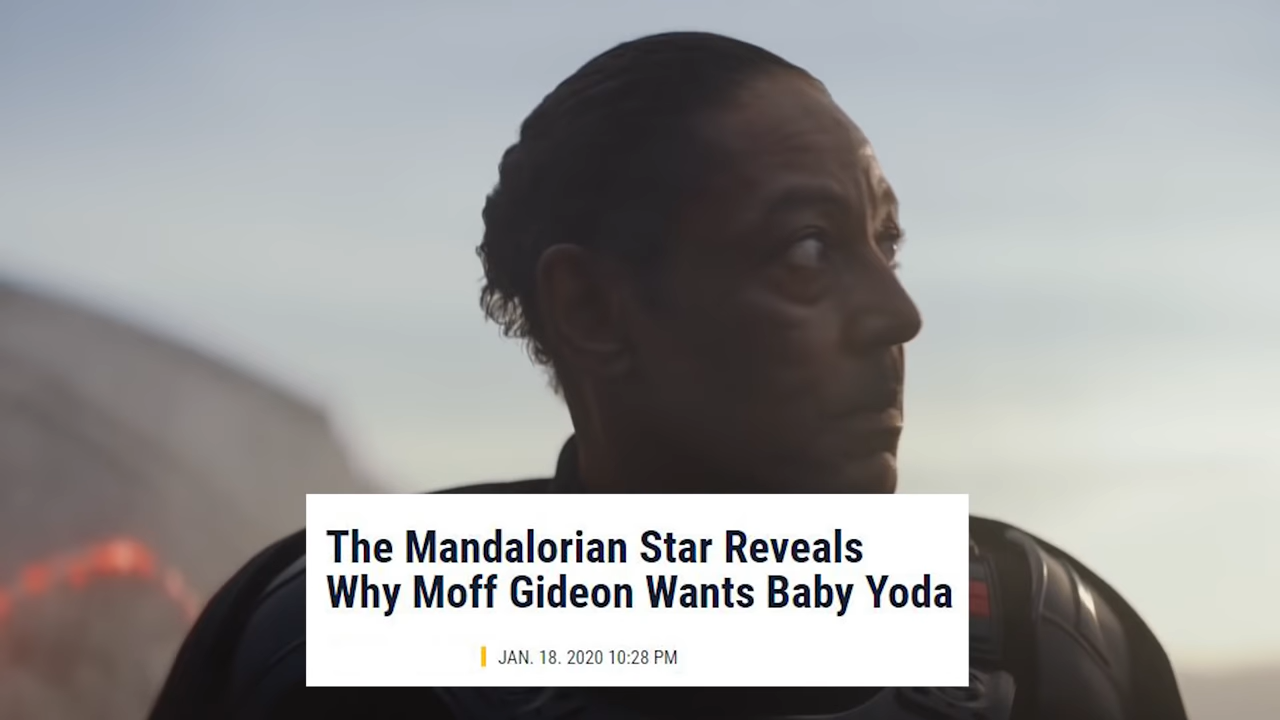 The Mandalorian Star Reveals
Why Moff Gideon Wants Baby Yoda
JAN. 18. 2020 10:28 PM